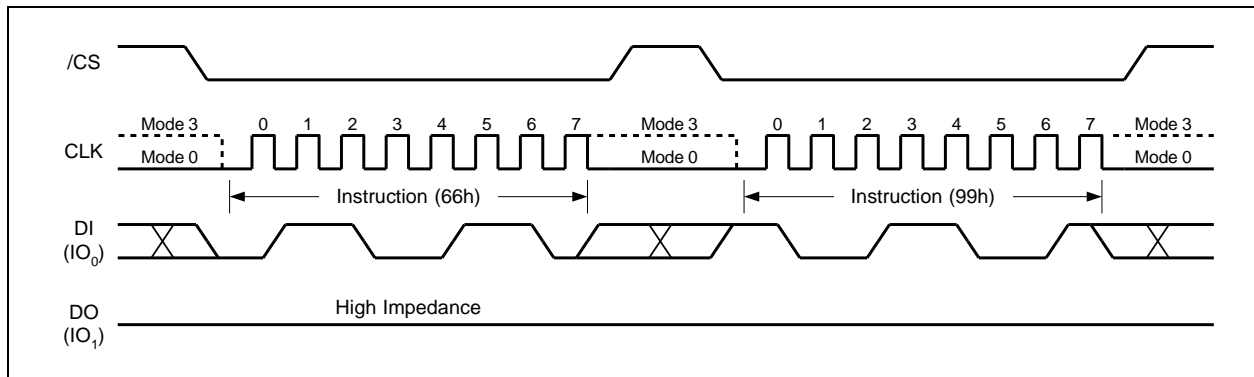 /CS
Mode 3 0 1 2 3 4 5 6 7 Mode 3 0 1 2 3 4 5 6 7 Mode 3
CLK Mode 0 Mode 0 Mode 0
Instruction (66h) Instruction (99h)
DI
(IO0)
High Impedance
DO
(IO1)